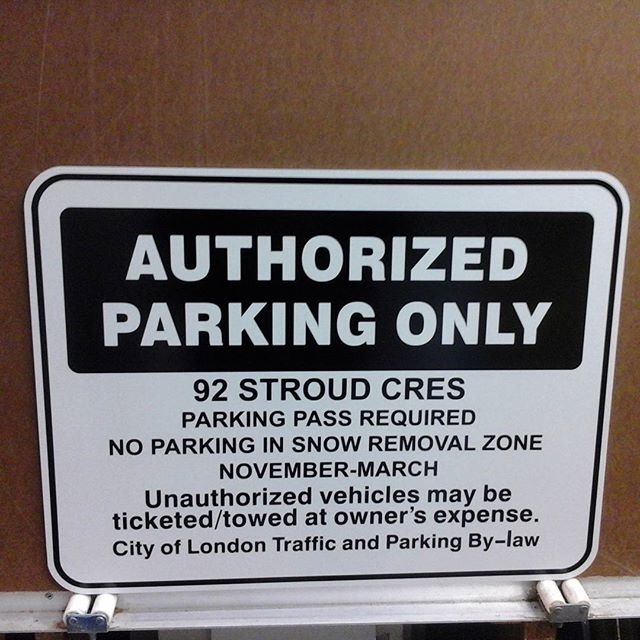 AUTHORIZED
PARKING ONLY
92 STROUD CRES
PARKING PASS REQUIRED
NO PARKING IN SNOW REMOVAL ZONE
NOVEMBER-MARCH
Unauthorized vehicles may be
ticketed/towed at owner's expense.
City of London Traffic and Parking By-law